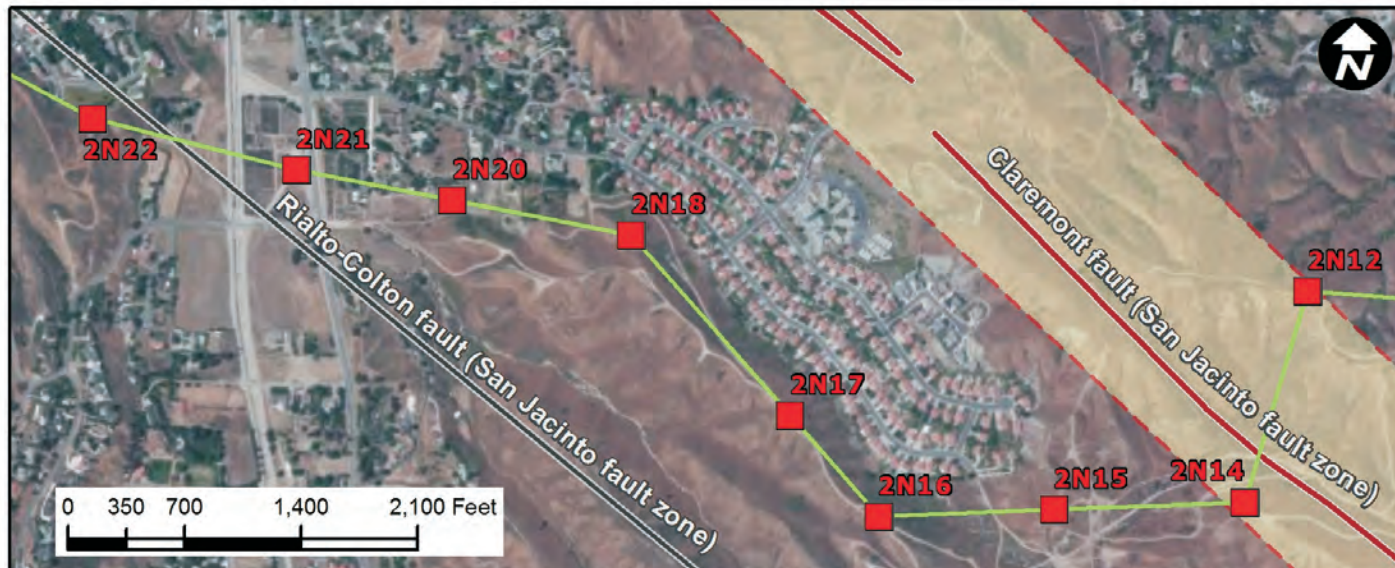 N
2N22
2N21
2N20
2N18
2N17
2N16
2N15
2N14
2N12
Rialto-Colton fault (San Jacinto fault zone)
Claremont fault (San Jacinto fault zone)
0 350 700 1,400 2,100 Feet